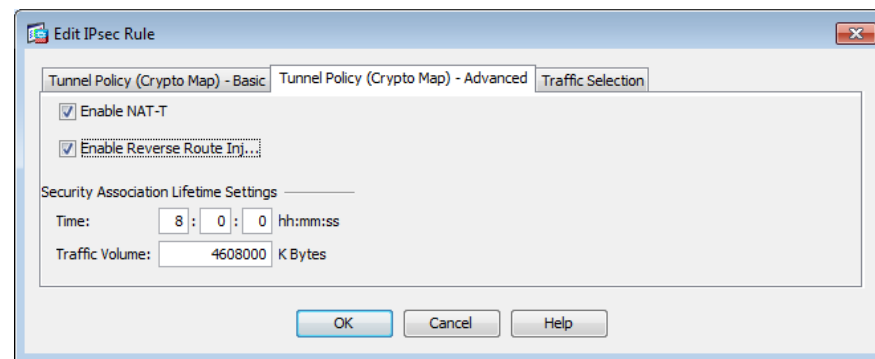 Edit IPsec Rule
Tunnel Policy (Crypto Map) - Basic Tunnel Policy (Crypto Map) - Advanced Traffic Selection
Enable NAT-T
Enable Reverse Route Inj...
Security Association Lifetime Settings
Time: 8 : 0 : 0 hh:mm:ss
Traffic Volume: 4608000 K Bytes
OK Cancel Help